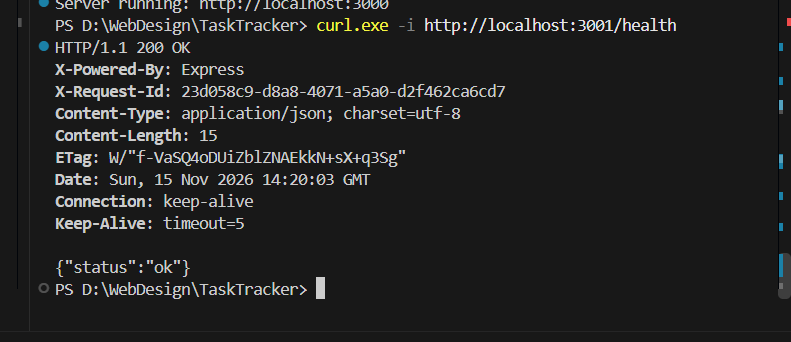 Server running: http://localhost:3000
PS D:\WebDesign\TaskTracker> curl.exe -i http://localhost:3001/health
HTTP/1.1 200 OK
X-Powered-By: Express
X-Request-Id: 23d058c9-d8a8-4071-a5a0-d2f462ca6cd7
Content-Type: application/json; charset=utf-8
Content-Length: 15
ETag: W/"f-VaSQ4oDUiZblZNAEkkN+sX+q3Sg"
Date: Sun, 15 Nov 2026 14:20:03 GMT
Connection: keep-alive
Keep-Alive: timeout=5
{"status":"ok"}
PS D:\WebDesign\TaskTracker>